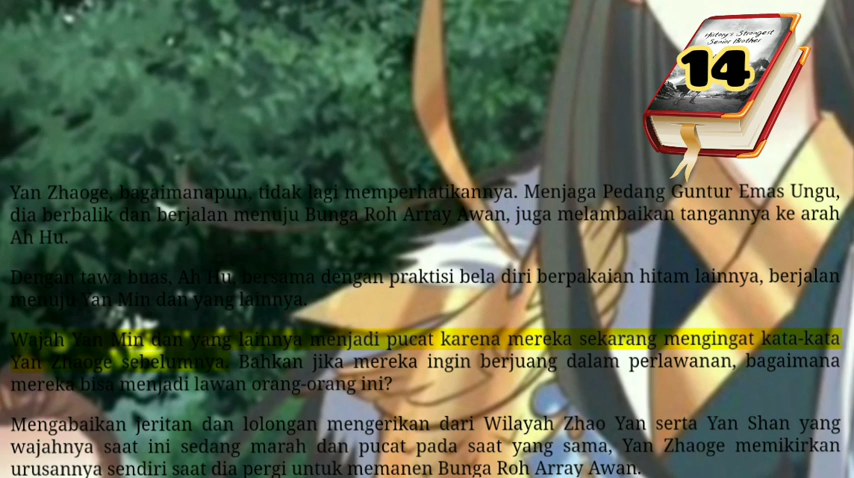 History's Strongest
Senior Brother
14
Yan Zhaoge, bagaimanapun, tidak lagi memperhatikannya. Menjaga Pedang Guntur Emas Ungu,
dia berbalik dan berjalan menuju Bunga Roh Array Awan, juga melambaikan tangannya ke arah
Ah Hu.
Dengan tawa buas, Ah Hu, bersama dengan praktisi bela diri berpakaian hitam lainnya, berjalan
menuju Yan Min dan yang lainnya.
Wajah Yan Min dan yang lainnya menjadi pucat karena mereka sekarang mengingat kata-kata
Yan Zhaoge sebelumnya. Bahkan jika mereka ingin berjuang dalam perlawanan, bagaimana
mereka bisa menjadi lawan orang-orang ini?
Mengabaikan jeritan dan lolongan mengerikan dari Wilayah Zhao Yan serta Yan Shan yang
wajahnya saat ini sedang marah dan pucat pada saat yang sama, Yan Zhaoge memikirkan
urusannya sendiri saat dia pergi untuk memanen Bunga Roh Array Awan.